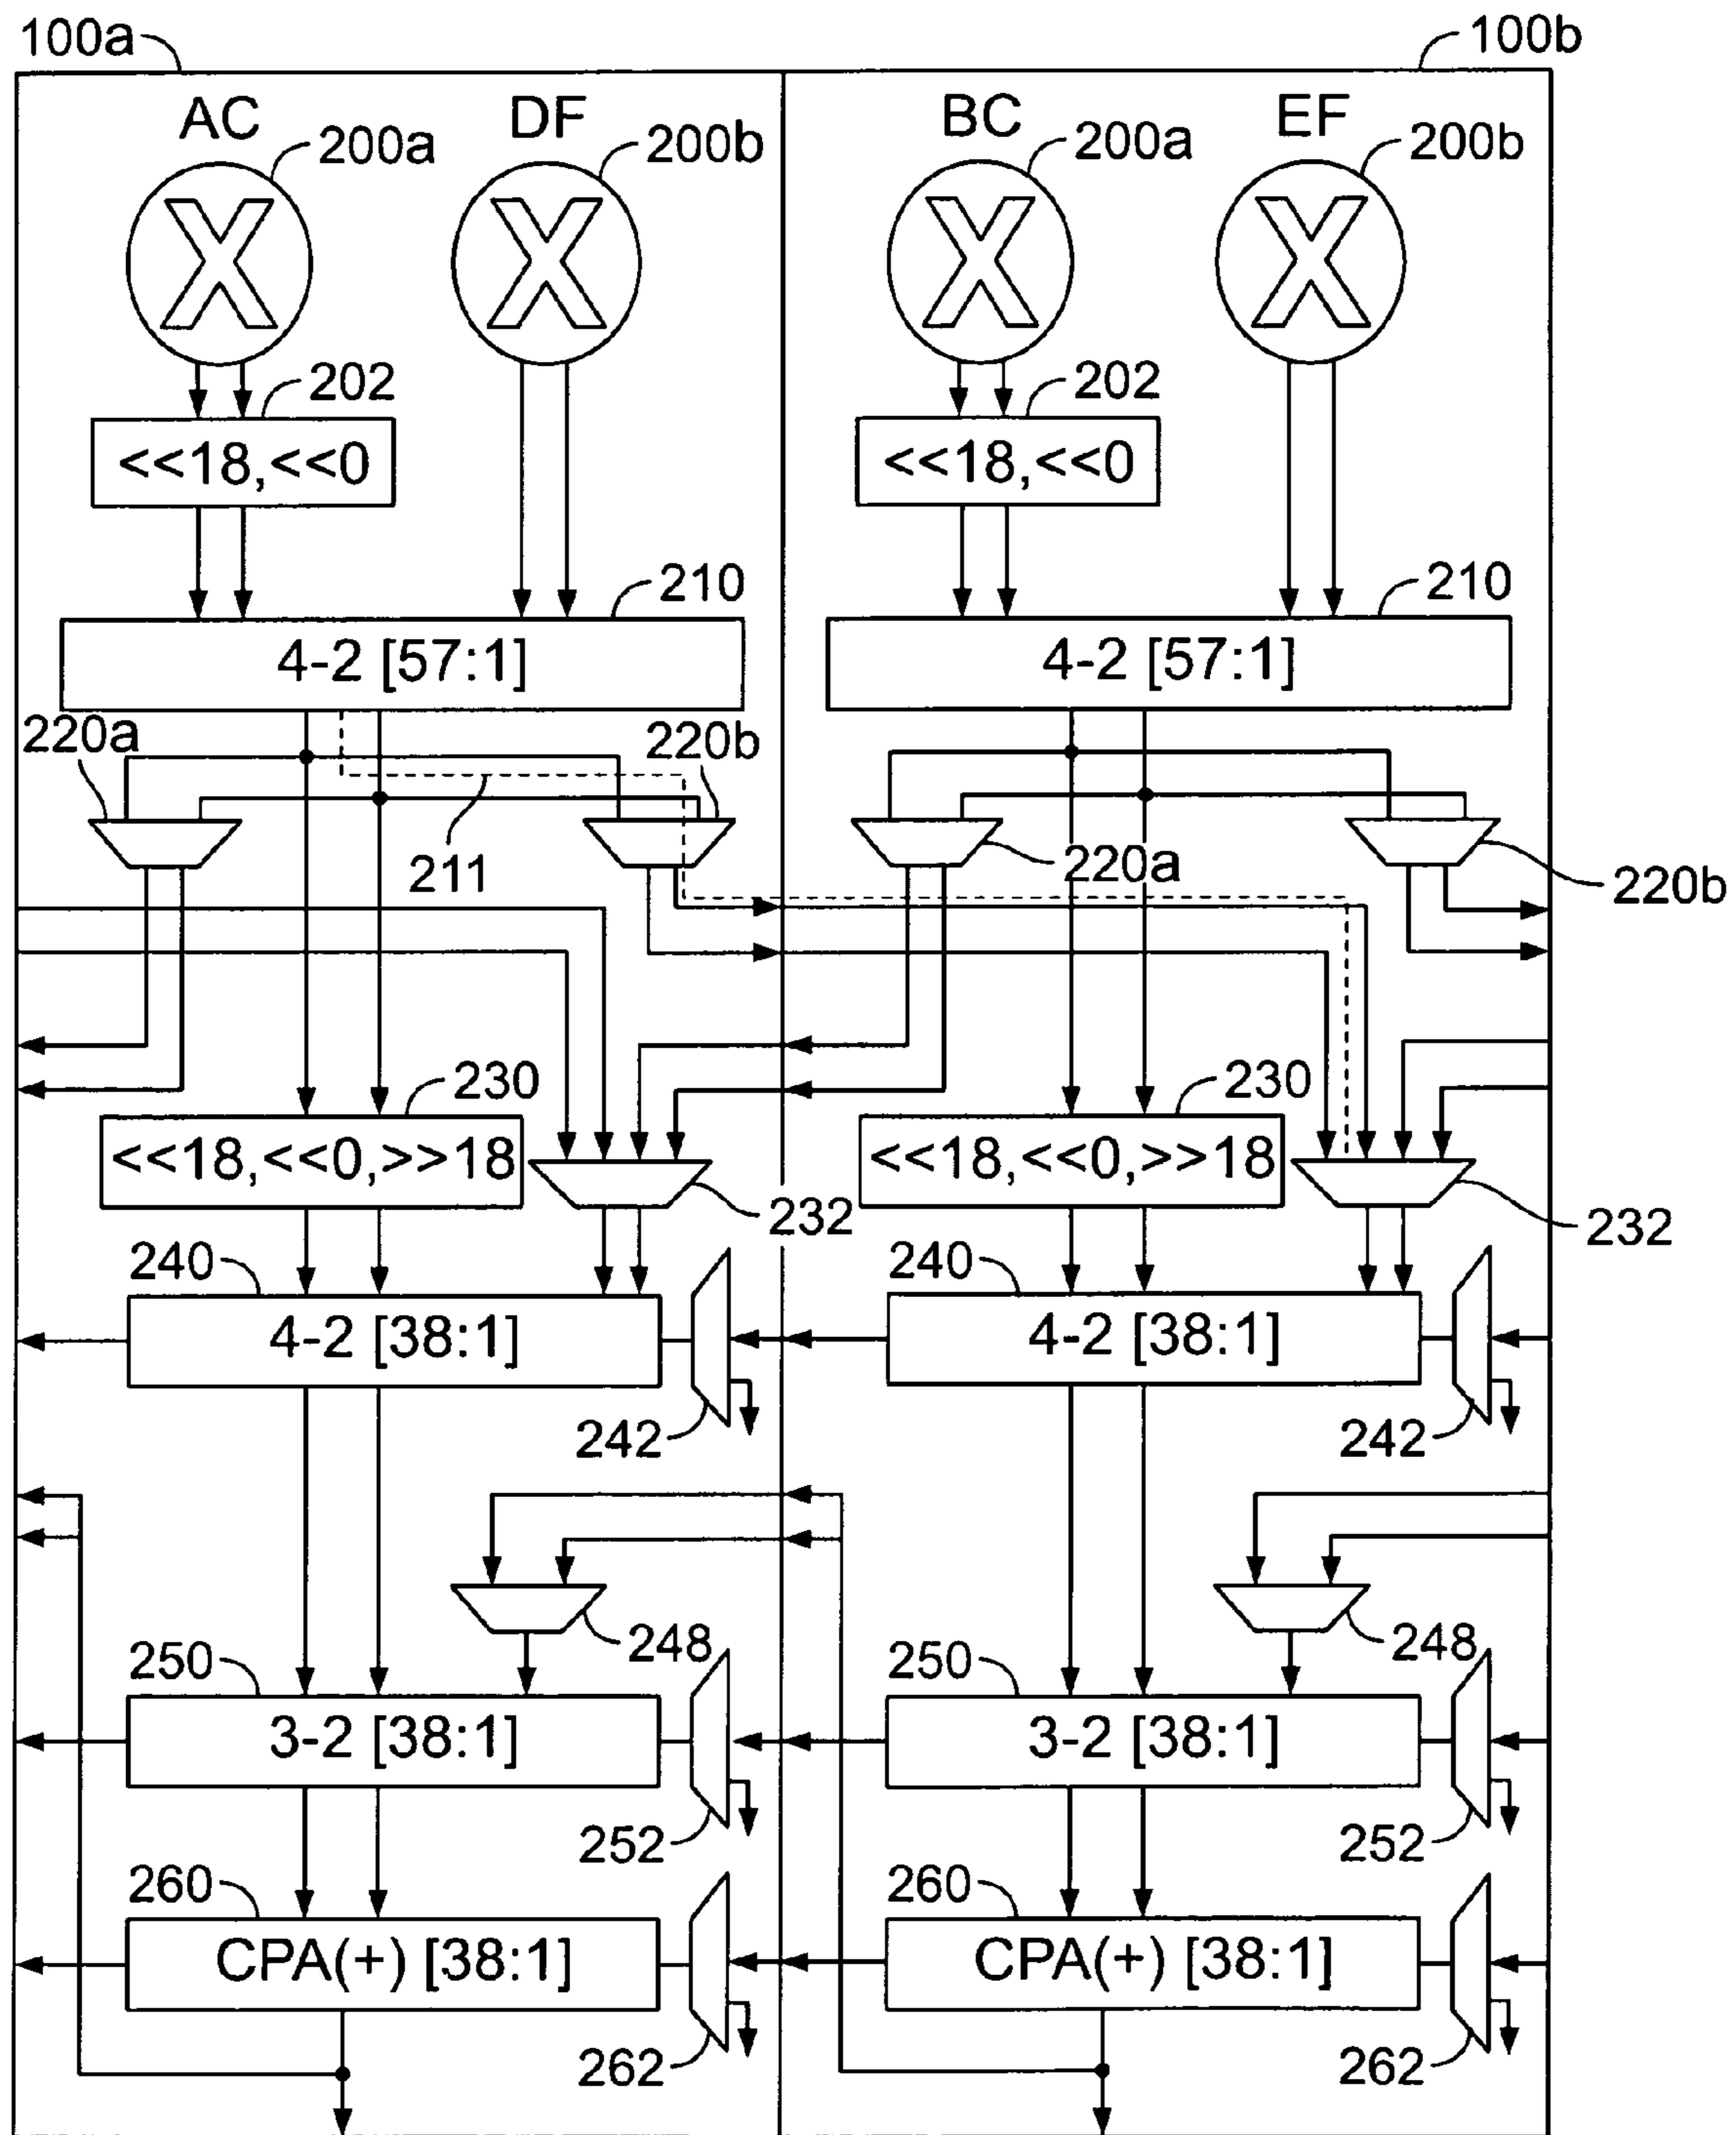 100a 100b
AC DF BC EF
200a 200b 200a 200b
202 202
<<18,<<0 <<18,<<0
210 210
4-2 [57:1] 4-2 [57:1]
220a 220b
211 220a 220b
230 230
<<18,<<0,>>18 <<18,<<0,>>18
232 232
240 240
4-2 [38:1] 4-2 [38:1]
242 242
248 248
250 250
3-2 [38:1] 3-2 [38:1]
252 252
260 260
CPA(+) [38:1] CPA(+) [38:1]
262 262